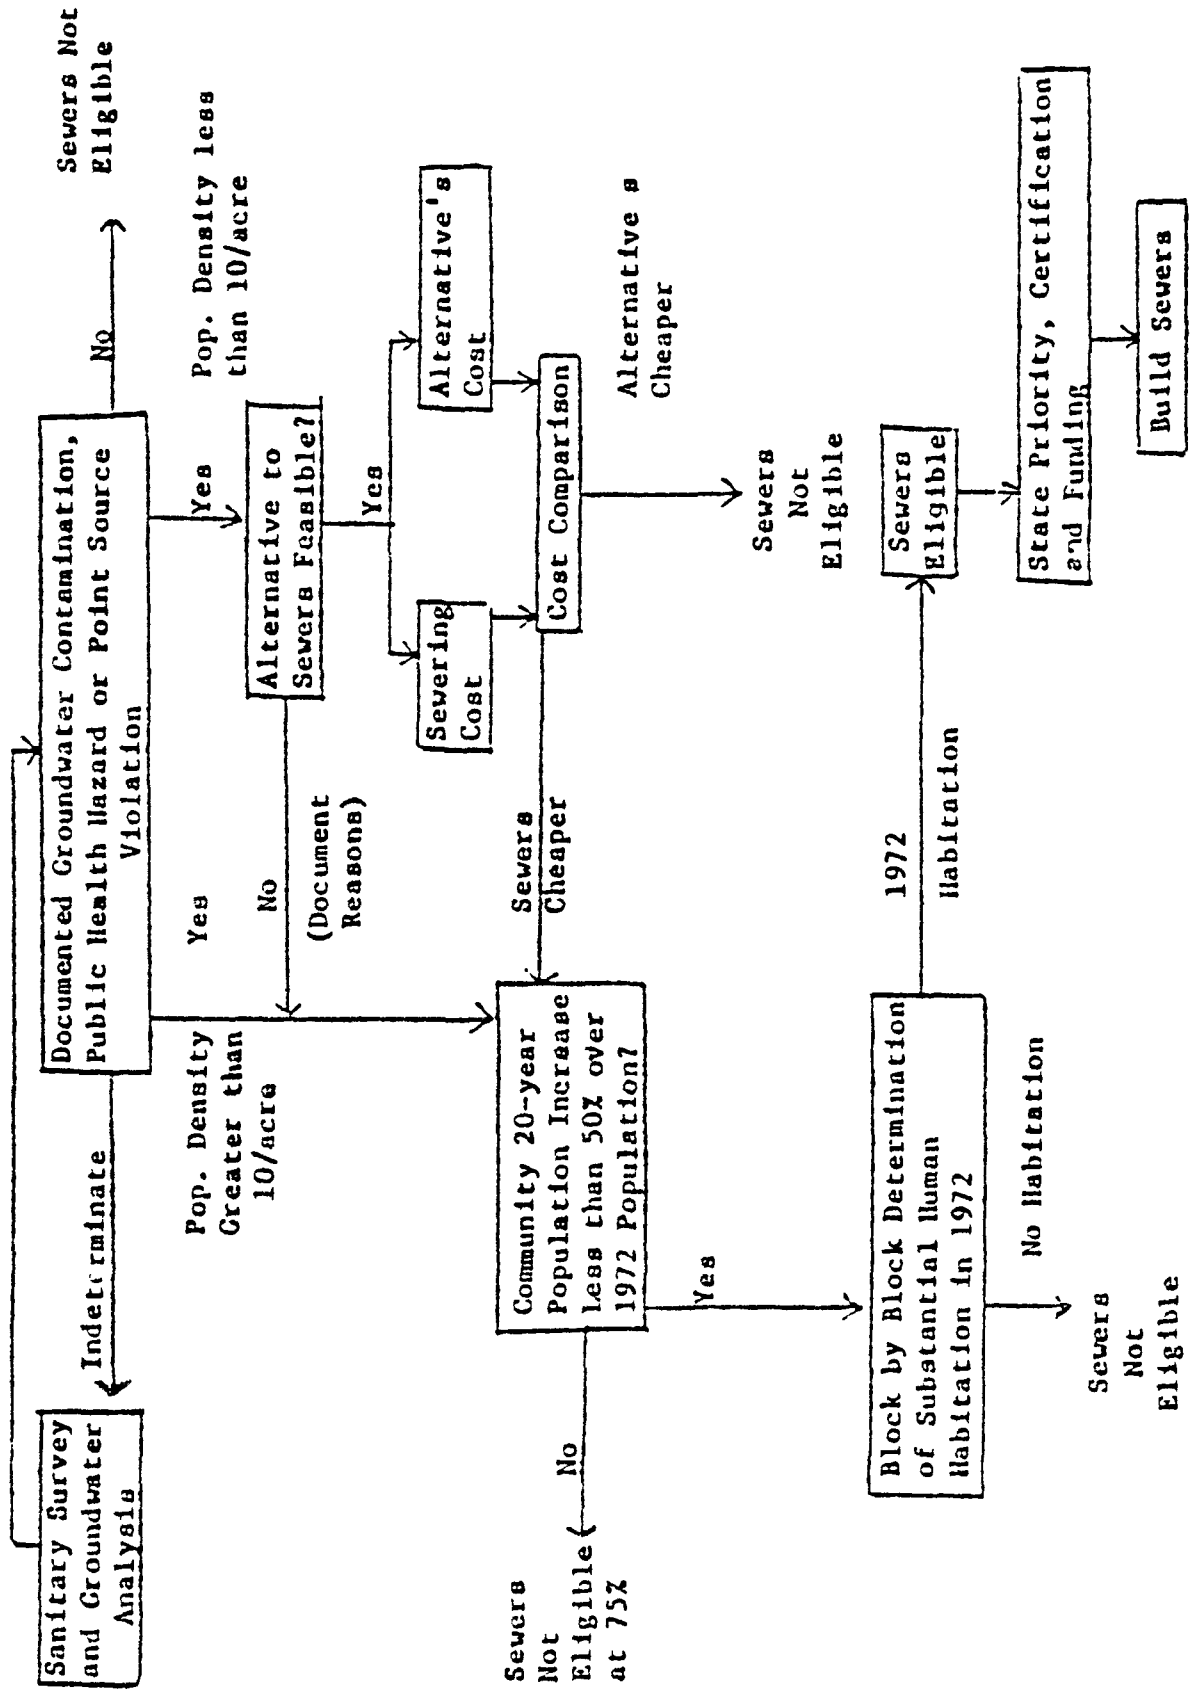 Sanitary Survey
and Groundwater
Analysis
Indeterminate
Documented Groundwater Contamination,
Public Health Hazard or Point Source
Violation
No
Sewers Not
Eligible
Pop. Density
Greater than
10/acre
Yes
Yes
Pop. Density less
than 10/acre
No
(Document
Reasons)
Alternative to
Sewers Feasible?
Yes
Sewering
Cost
Alternative's
Cost
Sewers
Cheaper
Cost Comparison
Alternative s
Cheaper
Sewers
Not
Eligible
Community 20-year
Population Increase
Less than 50% over
1972 Population?
No
Sewers
Not
Eligible
at 75%
Yes
Block by Block Determination
of Substantial Human
Habitation in 1972
1972
Habitation
Sewers
Eligible
No Habitation
Sewers
Not
Eligible
State Priority, Certification
and Funding
Build Sewers